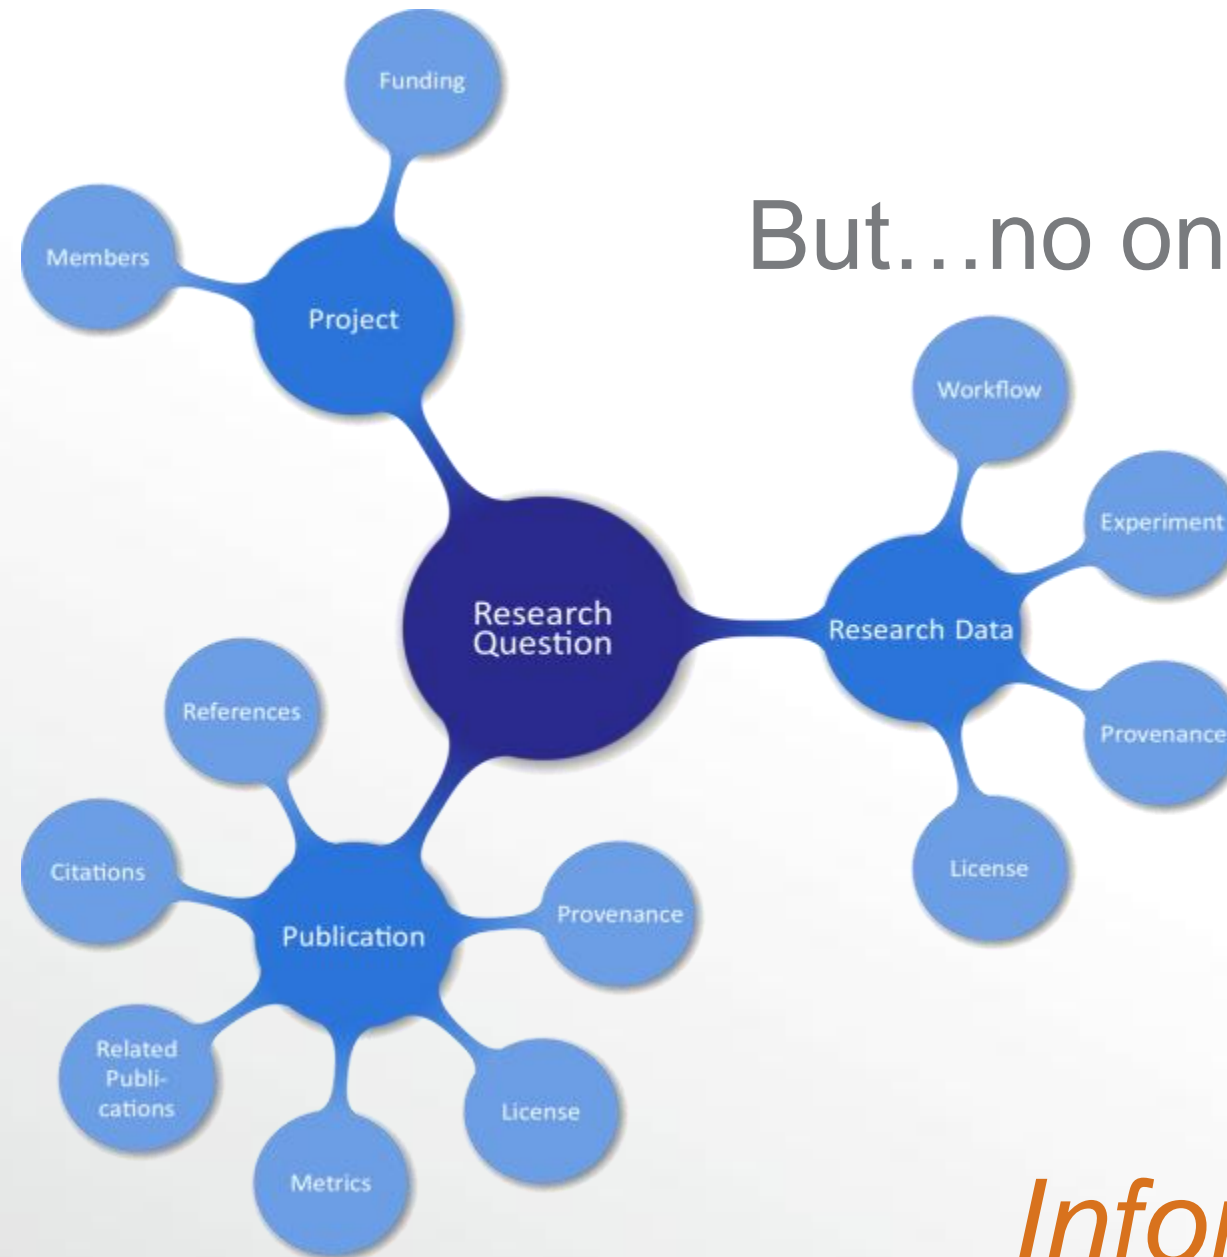 Funding
But…no on
Members
Project
Workflow
Experiment
Research
Question
Research Data
References
Provenance
Citations
License
Provenance
Publication
Related
Publi-
cations
License
Metrics
Infor